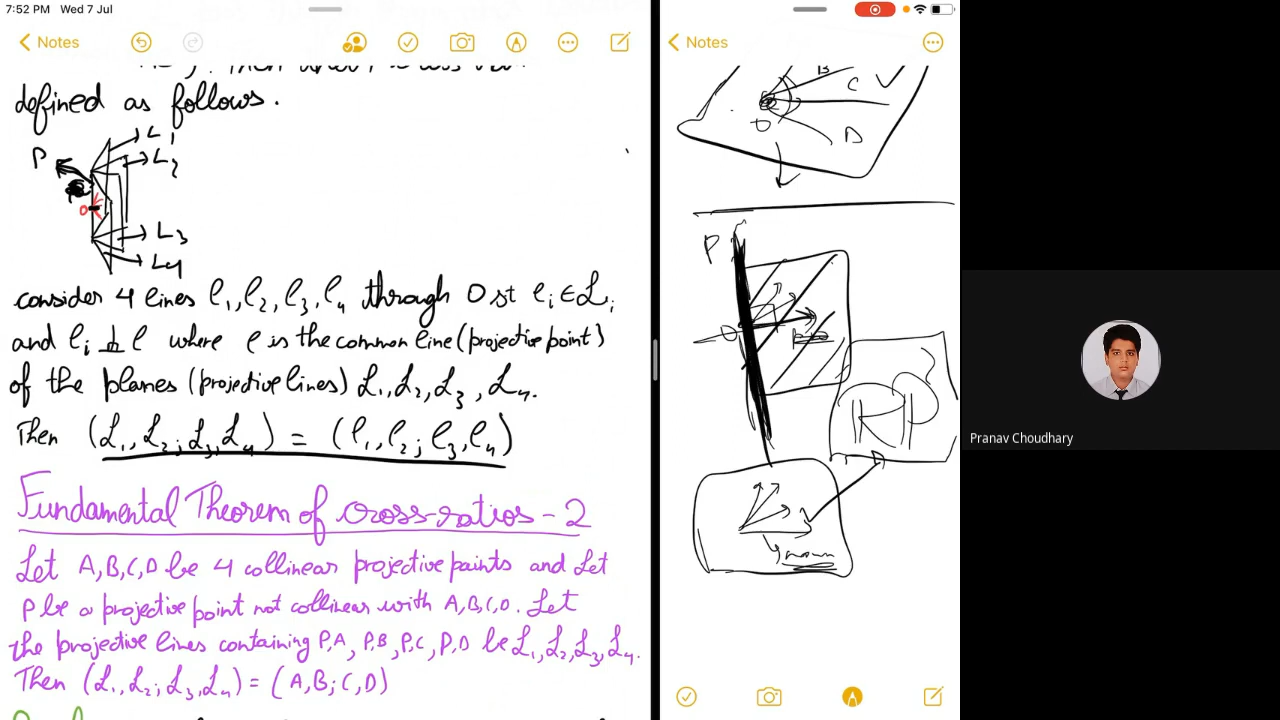 7:52 PM Wed 7 Jul
Notes
defined as follows.
P
L1
L2
O
L3
L4
consider 4 lines ℓ1, ℓ2, ℓ3, ℓ4 through O st ℓi ∈ ℒi
and ℓi ⊥ ℓ where ℓ is the common line (projective point)
of the planes (projective lines) ℒ1, ℒ2, ℒ3, ℒ4.
Then (ℒ1, ℒ2; ℒ3, ℒ4) = (ℓ1, ℓ2; ℓ3, ℓ4)
Fundamental Theorem of cross-ratios - 2
Let A,B,C,D be 4 collinear projective points and Let
P be a projective point not collinear with A,B,C,D. Let
the projective lines containing P,A, P,B, P,C, P,D be ℒ1, ℒ2, ℒ3, ℒ4.
Then (ℒ1, ℒ2; ℒ3, ℒ4) = (A,B; C,D)
Notes
B
C
O
D
P
O
RP2
Pranav Choudhary